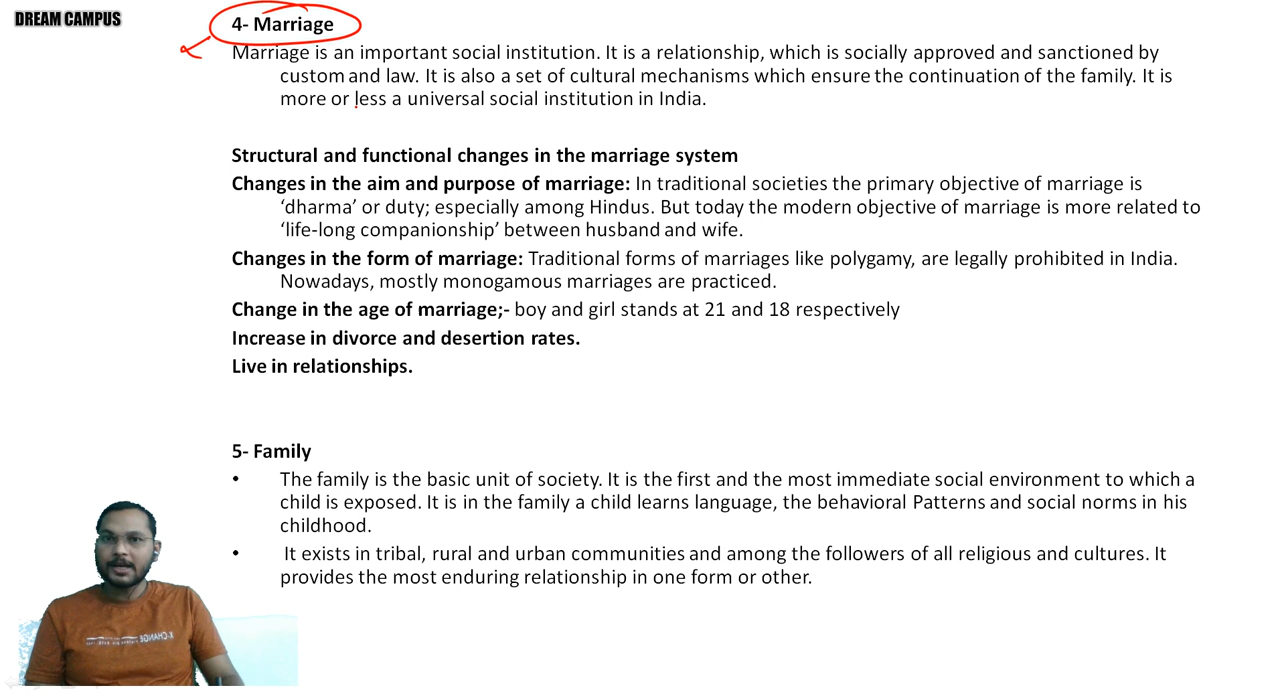 DREAM CAMPUS
4- Marriage
Marriage is an important social institution. It is a relationship, which is socially approved and sanctioned by
custom and law. It is also a set of cultural mechanisms which ensure the continuation of the family. It is
more or less a universal social institution in India.
Structural and functional changes in the marriage system
Changes in the aim and purpose of marriage: In traditional societies the primary objective of marriage is
‘dharma’ or duty; especially among Hindus. But today the modern objective of marriage is more related to
‘life-long companionship’ between husband and wife.
Changes in the form of marriage: Traditional forms of marriages like polygamy, are legally prohibited in India.
Nowadays, mostly monogamous marriages are practiced.
Change in the age of marriage;- boy and girl stands at 21 and 18 respectively
Increase in divorce and desertion rates.
Live in relationships.
5- Family
• The family is the basic unit of society. It is the first and the most immediate social environment to which a
child is exposed. It is in the family a child learns language, the behavioral Patterns and social norms in his
childhood.
• It exists in tribal, rural and urban communities and among the followers of all religious and cultures. It
provides the most enduring relationship in one form or other.
X-CHANGE